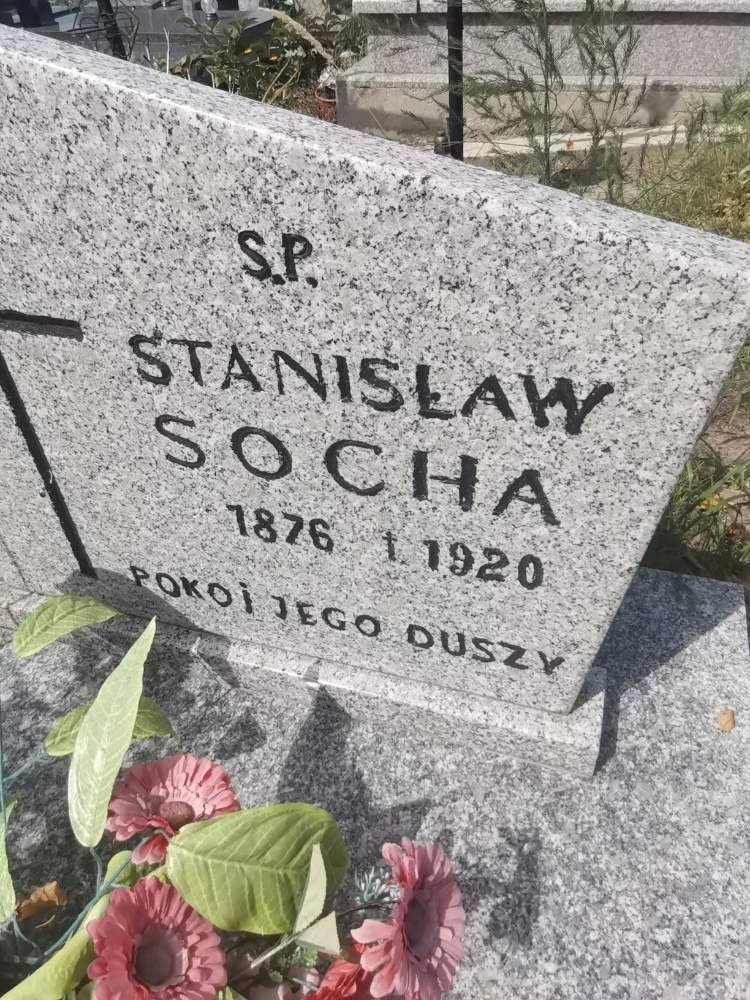 S.P.
STANISŁAW
SOCHA
1876 † 1920
POKOJ JEGO DUSZY